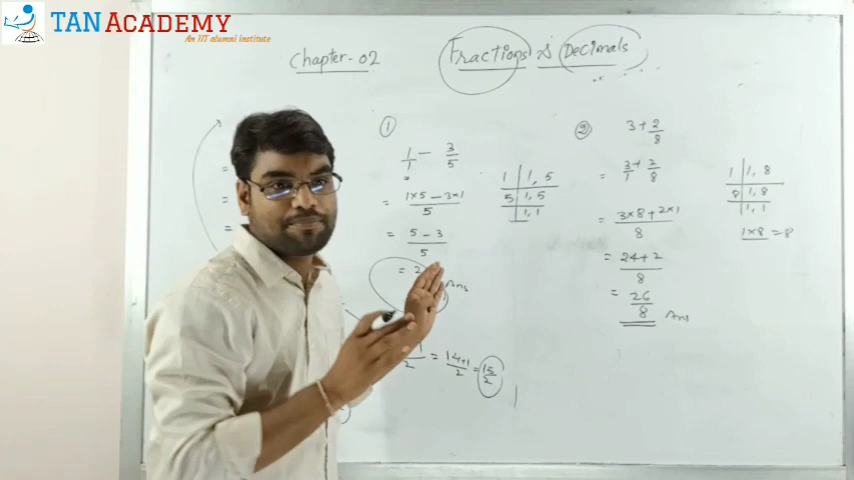 TAN ACADEMY
An IIT alumini institute
Chapter-02 Fractions & Decimals
①
1/1 - 3/5
= 1×5 - 3×1 / 5
= 5 - 3 / 5
= 2
Ans
1 | 1, 5
5 | 1, 5
| 1, 1
= 14+1 / 2 = 15/2
②
3 + 2/8
= 3/1 + 2/8
= 3×8 + 2×1 / 8
= 24+2 / 8
= 26/8 Ans
1 | 1, 8
8 | 1, 8
| 1, 1
1×8 = 8